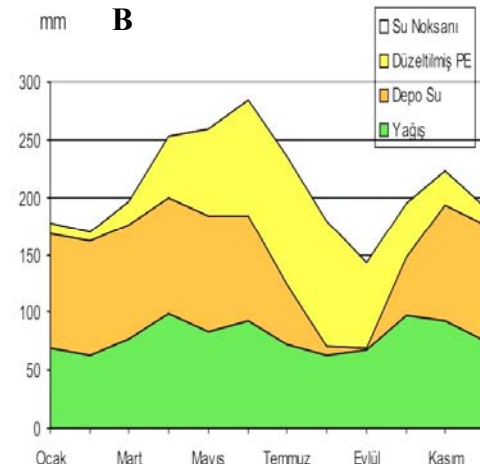 mm B
Su Noksanı
Düzeltilmiş PE
Depo Su
Yağış
300
250
200
150
100
50
0
Ocak Mart Mayıs Temmuz Eylül Kasım